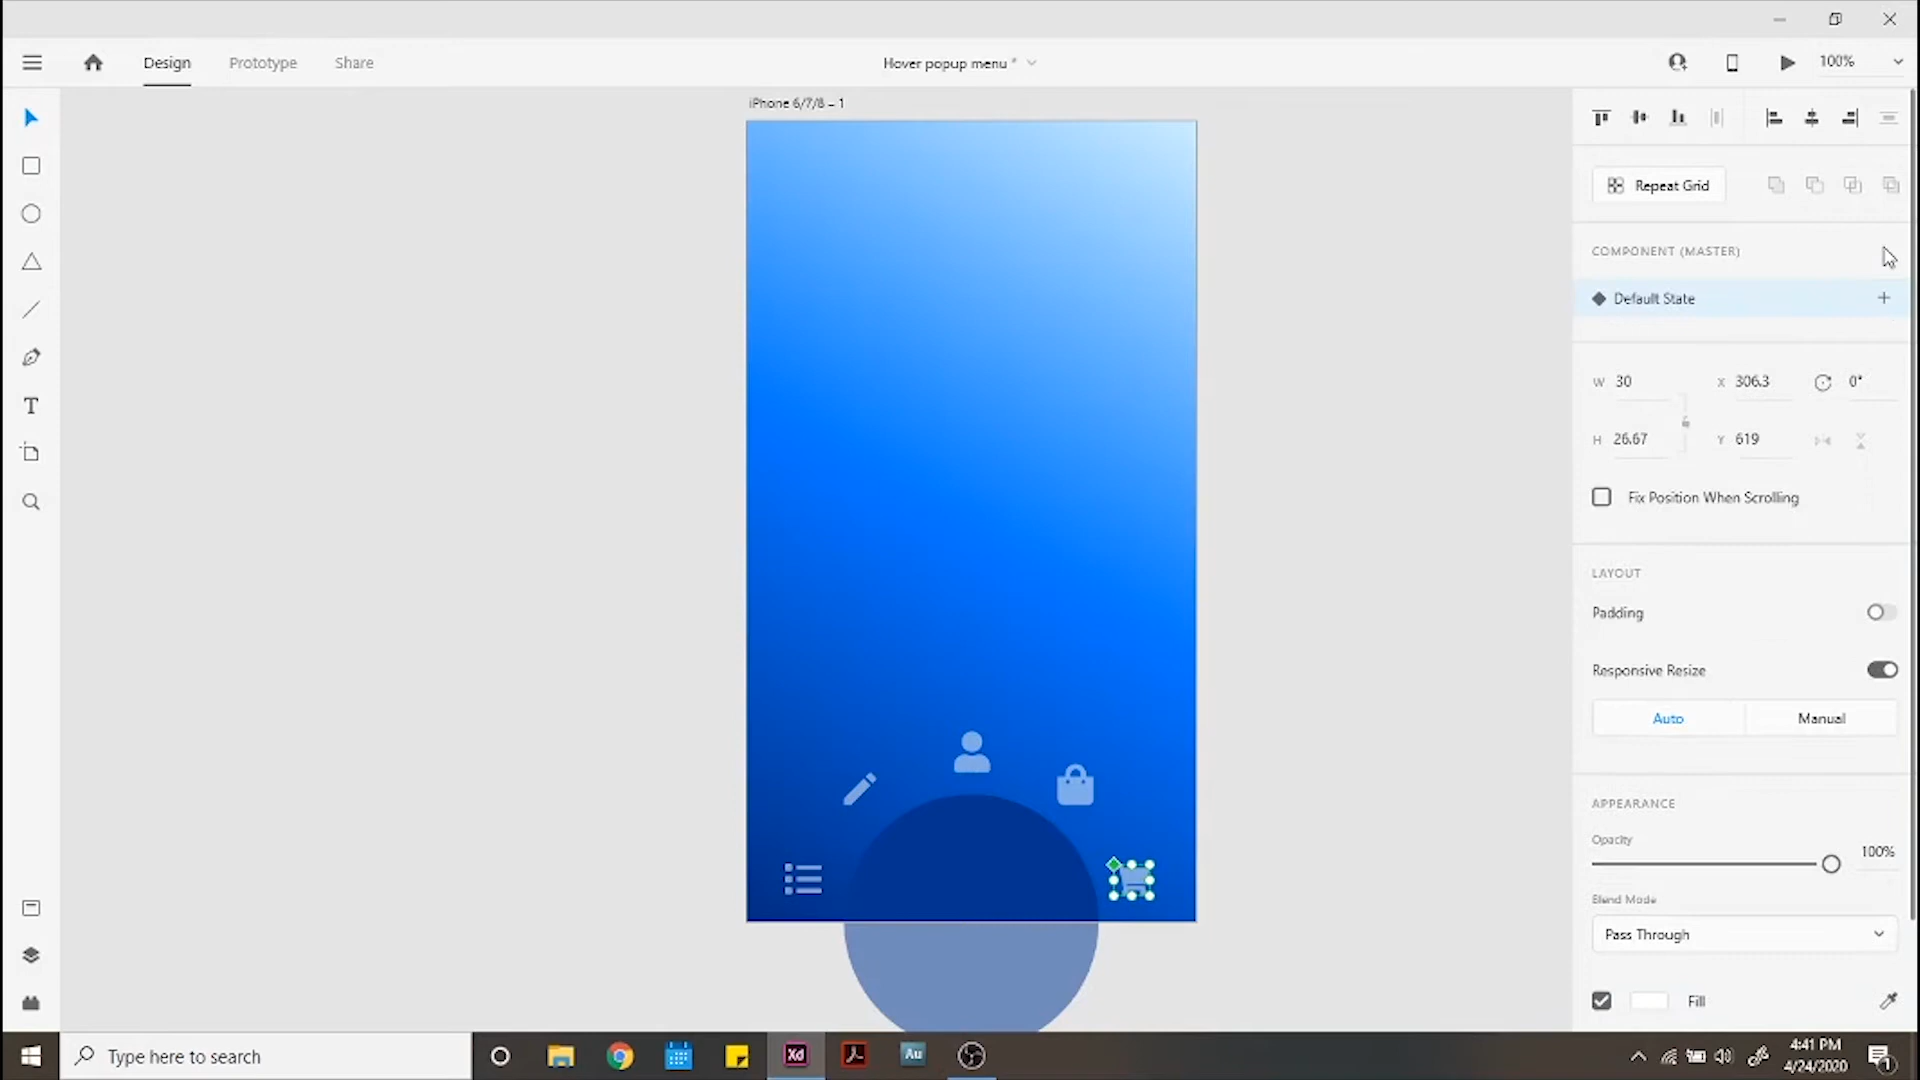 Design
Prototype
Share
Hover popup menu *
100%
iPhone 6/7/8 – 1
Repeat Grid
COMPONENT (MASTER)
Default State
W 30
X 306.3
0°
H 26.67
Y 619
Fix Position When Scrolling
LAYOUT
Padding
Responsive Resize
Auto
Manual
APPEARANCE
Opacity
100%
Blend Mode
Pass Through
Fill
Type here to search
Xd
Au
4:41 PM
4/24/2020
1